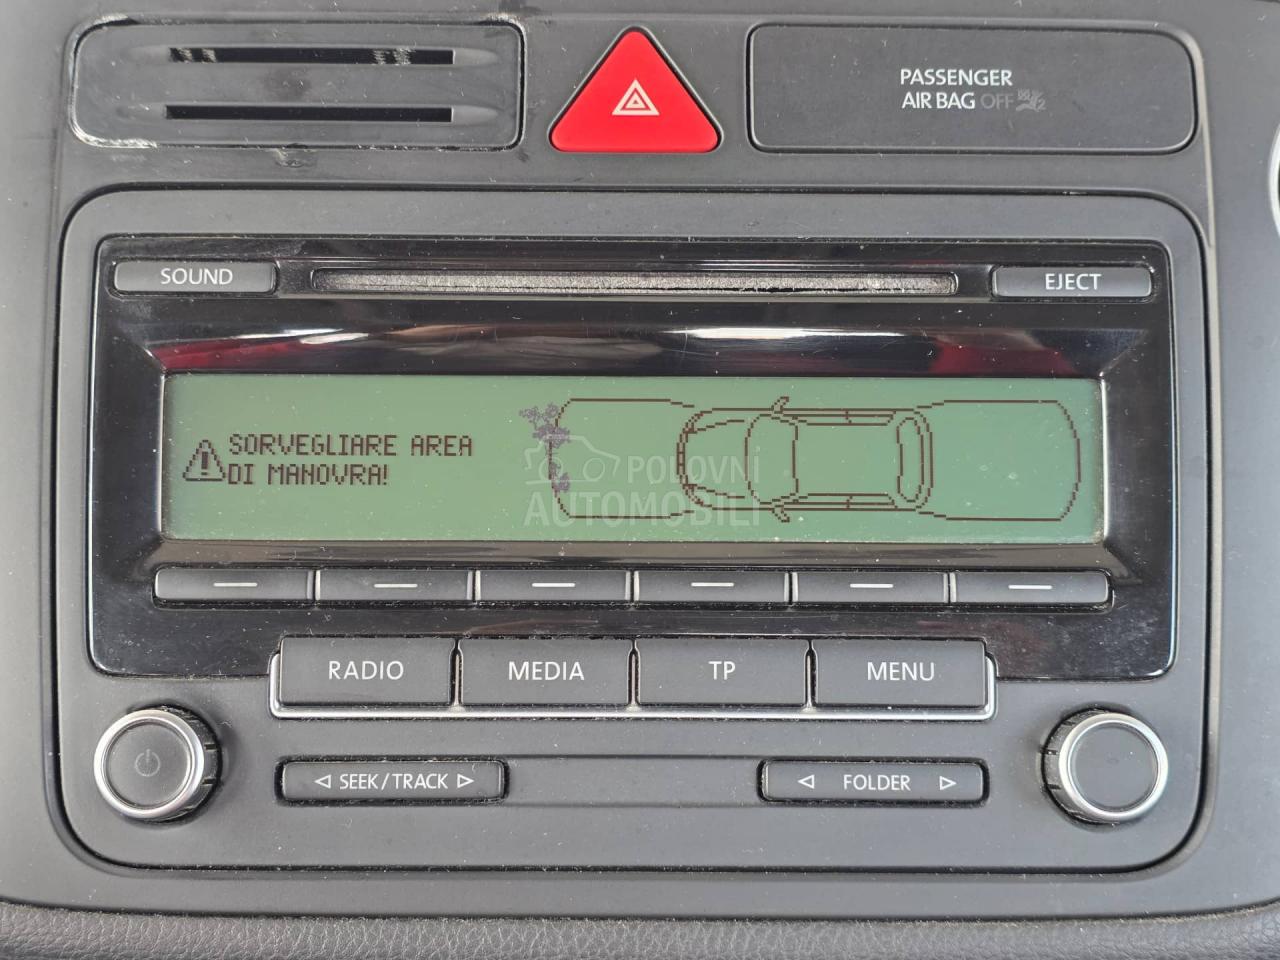 PASSENGER
AIR BAG OFF
SOUND
EJECT
SORVEGLIARE AREA
DI MANOVRA!
POLOVNI
AUTOMOBILI
RADIO
MEDIA
TP
MENU
SEEK/TRACK
FOLDER